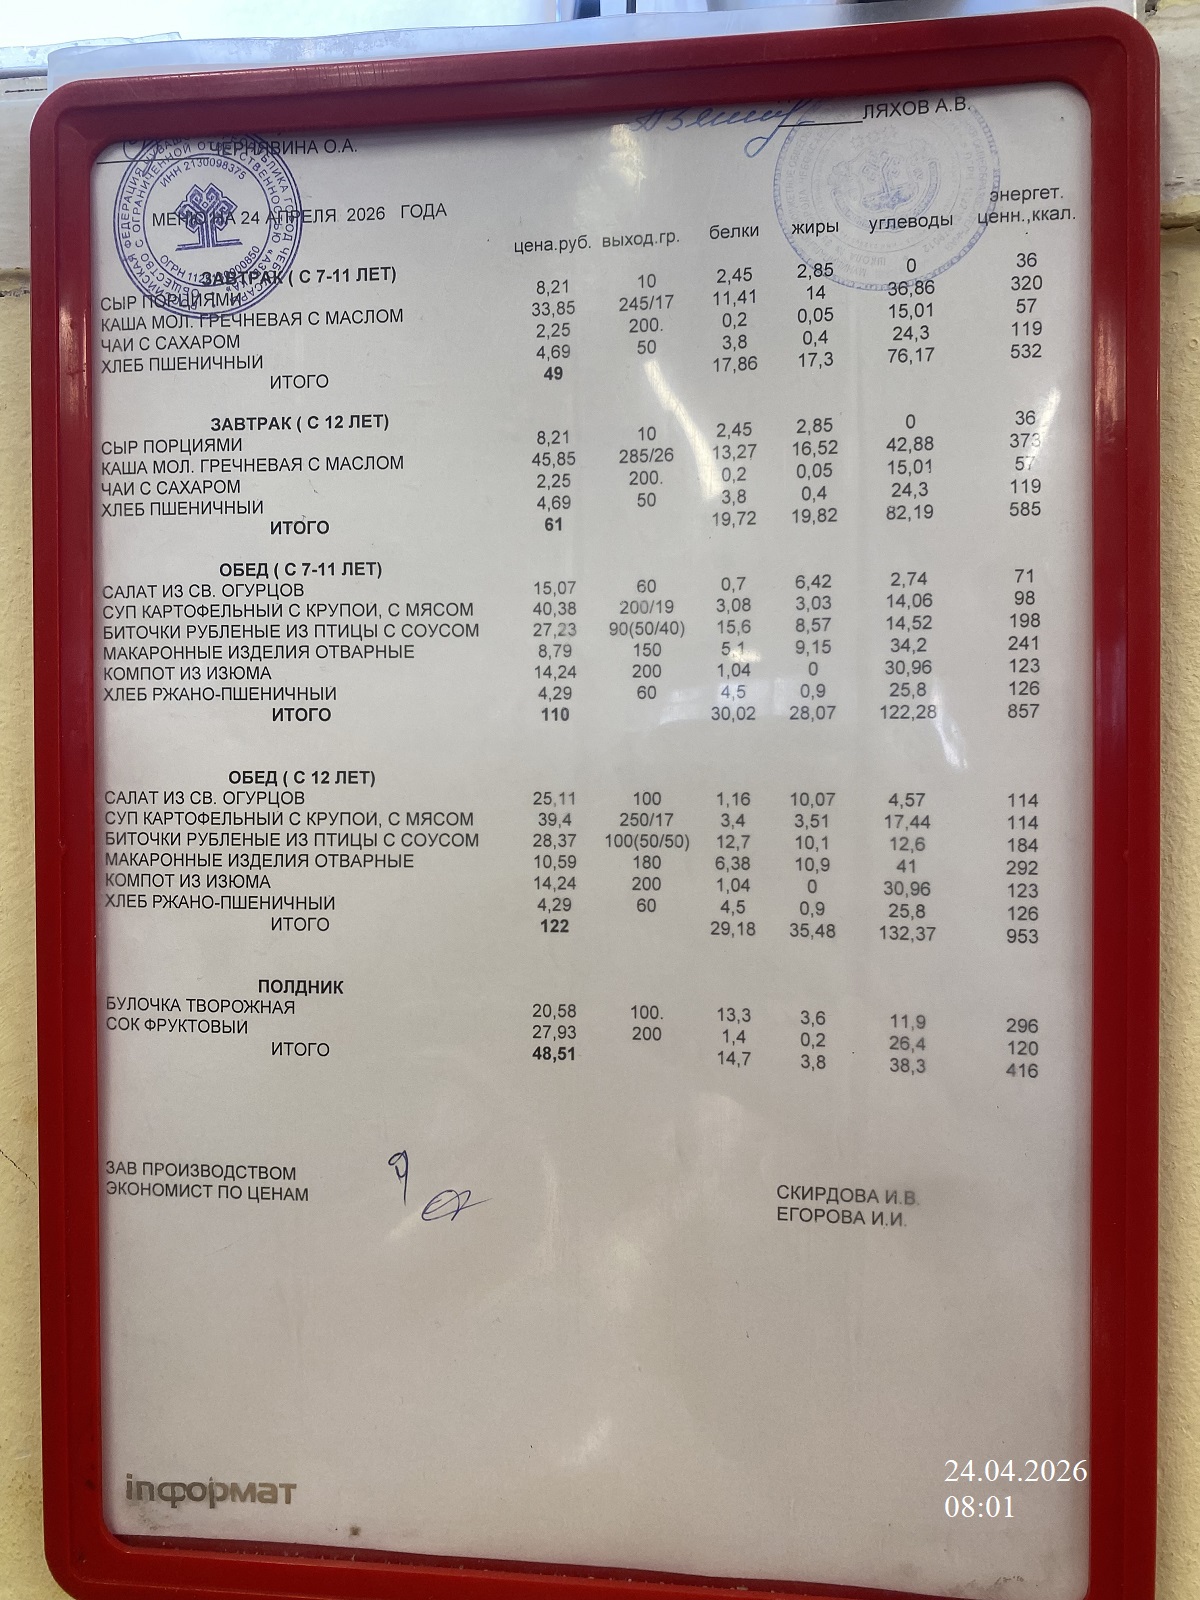 ЛЯХОВ А.В.
ЧЕРНЯВИНА О.А.
ИНН 2130098375
МЕНЮ НА 24 АПРЕЛЯ 2026 ГОДА
цена.руб. выход.гр. белки жиры углеводы энергет. ценн.,ккал.
ЗАВТРАК ( С 7-11 ЛЕТ)
СЫР ПОРЦИЯМИ 8,21 10 2,45 2,85 0 36
КАША МОЛ. ГРЕЧНЕВАЯ С МАСЛОМ 33,85 245/17 11,41 14 36,86 320
ЧАИ С САХАРОМ 2,25 200. 0,2 0,05 15,01 57
ХЛЕБ ПШЕНИЧНЫЙ 4,69 50 3,8 0,4 24,3 119
ИТОГО 49 17,86 17,3 76,17 532
ЗАВТРАК ( С 12 ЛЕТ)
СЫР ПОРЦИЯМИ 8,21 10 2,45 2,85 0 36
КАША МОЛ. ГРЕЧНЕВАЯ С МАСЛОМ 45,85 285/26 13,27 16,52 42,88 373
ЧАИ С САХАРОМ 2,25 200. 0,2 0,05 15,01 57
ХЛЕБ ПШЕНИЧНЫЙ 4,69 50 3,8 0,4 24,3 119
ИТОГО 61 19,72 19,82 82,19 585
ОБЕД ( С 7-11 ЛЕТ)
САЛАТ ИЗ СВ. ОГУРЦОВ 15,07 60 0,7 6,42 2,74 71
СУП КАРТОФЕЛЬНЫЙ С КРУПОИ, С МЯСОМ 40,38 200/19 3,08 3,03 14,06 98
БИТОЧКИ РУБЛЕНЫЕ ИЗ ПТИЦЫ С СОУСОМ 27,23 90(50/40) 15,6 8,57 14,52 198
МАКАРОННЫЕ ИЗДЕЛИЯ ОТВАРНЫЕ 8,79 150 5,1 9,15 34,2 241
КОМПОТ ИЗ ИЗЮМА 14,24 200 1,04 0 30,96 123
ХЛЕБ РЖАНО-ПШЕНИЧНЫЙ 4,29 60 4,5 0,9 25,8 126
ИТОГО 110 30,02 28,07 122,28 857
ОБЕД ( С 12 ЛЕТ)
САЛАТ ИЗ СВ. ОГУРЦОВ 25,11 100 1,16 10,07 4,57 114
СУП КАРТОФЕЛЬНЫЙ С КРУПОИ, С МЯСОМ 39,4 250/17 3,4 3,51 17,44 114
БИТОЧКИ РУБЛЕНЫЕ ИЗ ПТИЦЫ С СОУСОМ 28,37 100(50/50) 12,7 10,1 12,6 184
МАКАРОННЫЕ ИЗДЕЛИЯ ОТВАРНЫЕ 10,59 180 6,38 10,9 41 292
КОМПОТ ИЗ ИЗЮМА 14,24 200 1,04 0 30,96 123
ХЛЕБ РЖАНО-ПШЕНИЧНЫЙ 4,29 60 4,5 0,9 25,8 126
ИТОГО 122 29,18 35,48 132,37 953
ПОЛДНИК
БУЛОЧКА ТВОРОЖНАЯ 20,58 100. 13,3 3,6 11,9 296
СОК ФРУКТОВЫЙ 27,93 200 1,4 0,2 26,4 120
ИТОГО 48,51 14,7 3,8 38,3 416
ЗАВ ПРОИЗВОДСТВОМ СКИРДОВА И.В.
ЭКОНОМИСТ ПО ЦЕНАМ ЕГОРОВА И.И.
inформат
24.04.2026
08:01